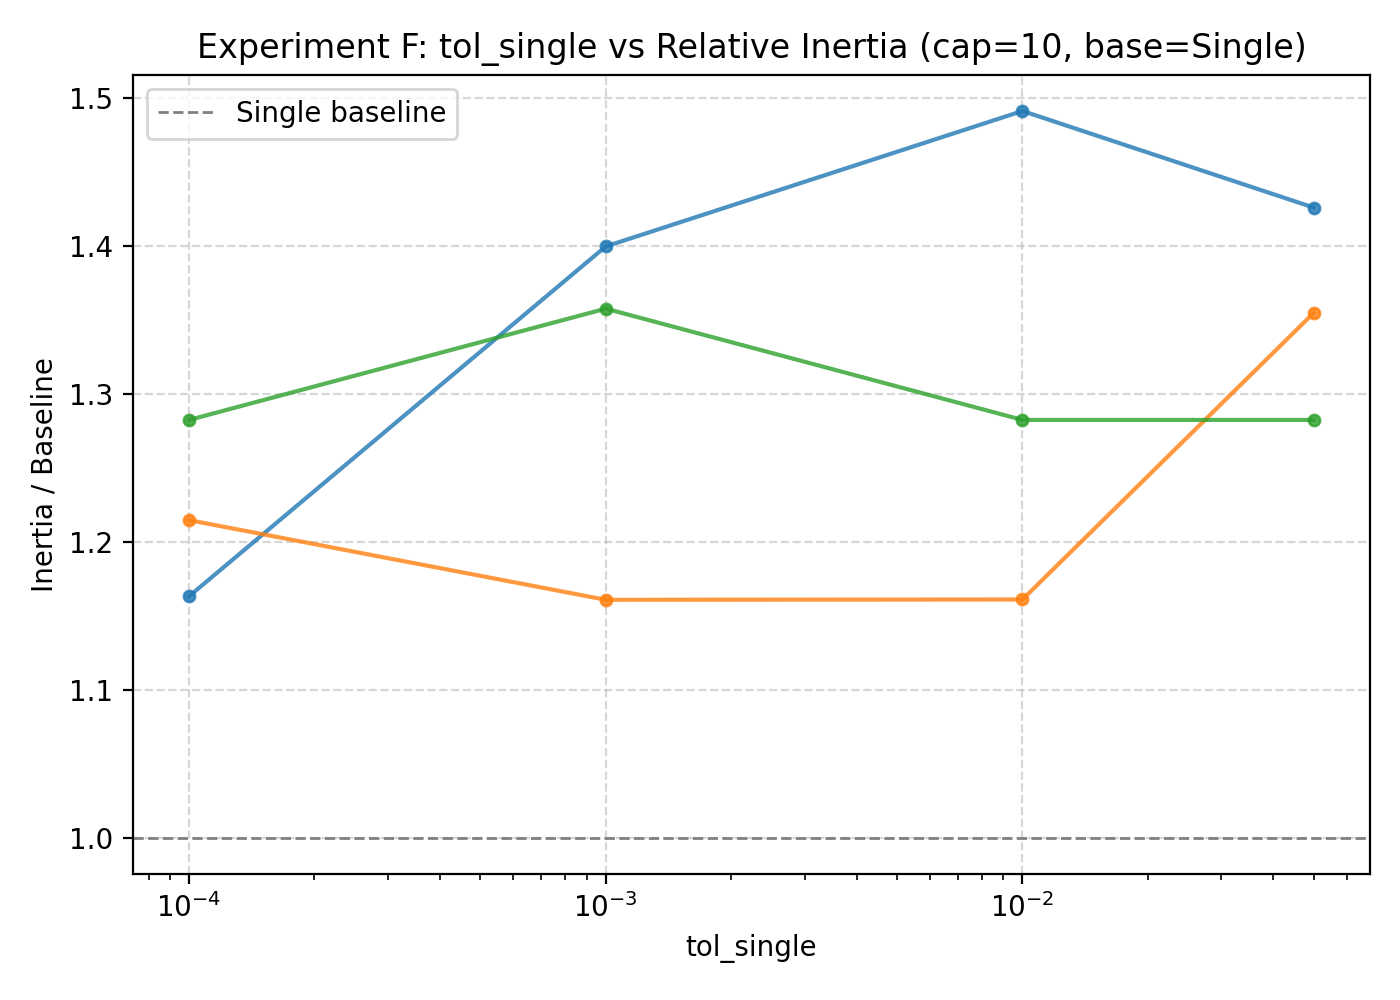 Experiment F: tol_single vs Relative Inertia (cap=10, base=Single)
Single baseline
Inertia / Baseline
1.5
1.4
1.3
1.2
1.1
1.0
10⁻⁴
10⁻³
10⁻²
tol_single